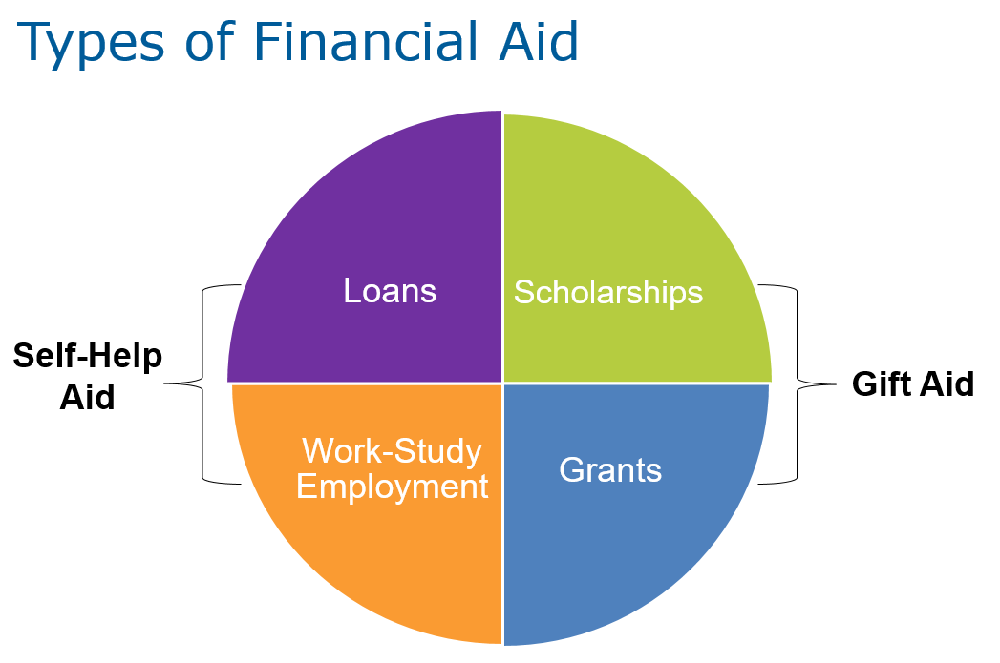 Types of Financial Aid
Loans
Scholarships
Self-Help
Aid
Gift Aid
Work-Study
Employment
Grants